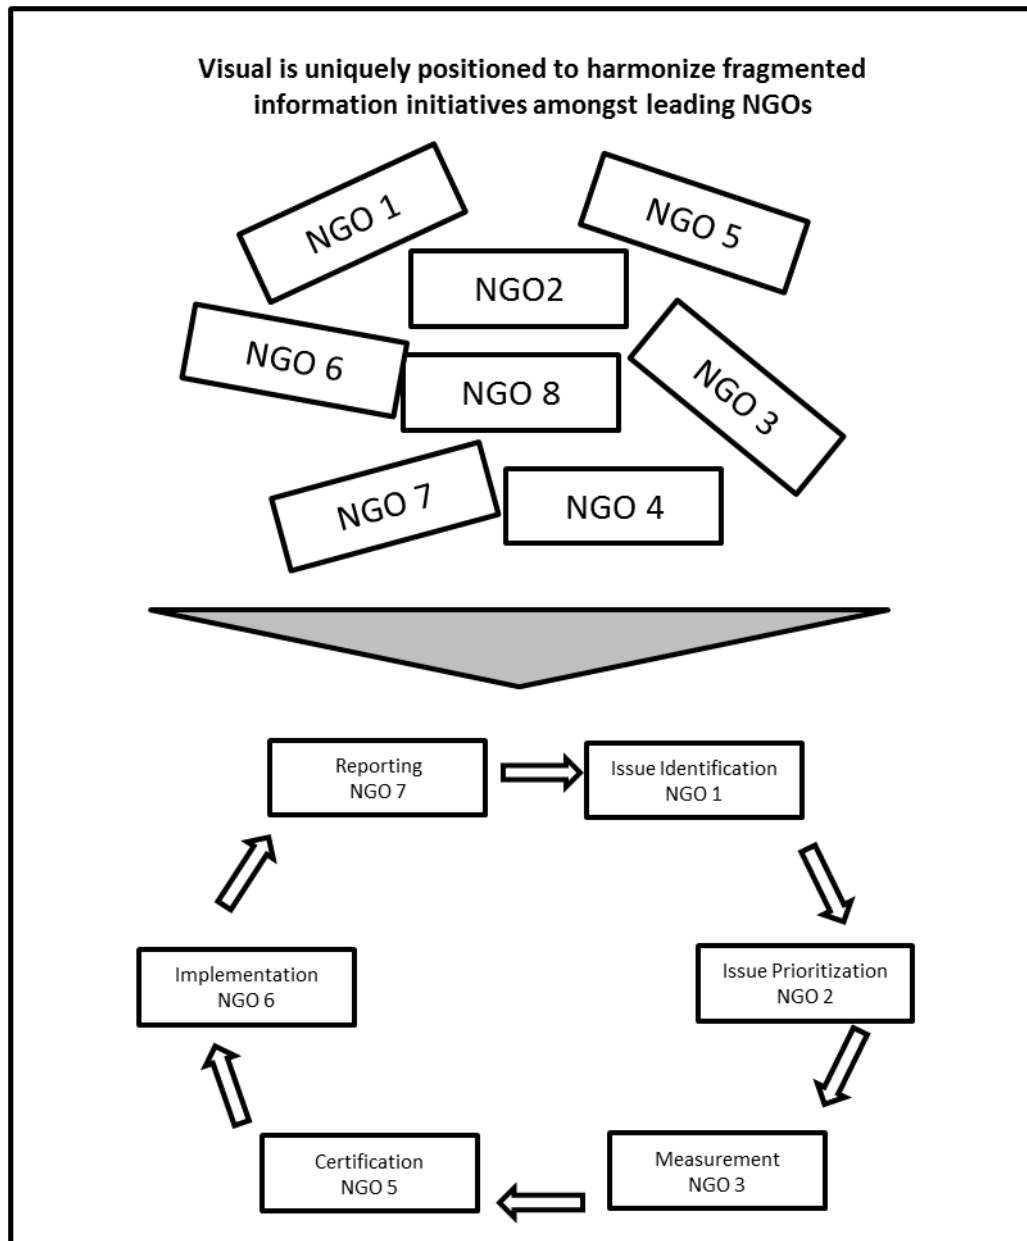 Visual is uniquely positioned to harmonize fragmented
information initiatives amongst leading NGOs
NGO 1
NGO 5
NGO2
NGO 6
NGO 8
NGO 3
NGO 7
NGO 4
Reporting
NGO 7
Issue Identification
NGO 1
Implementation
NGO 6
Issue Prioritization
NGO 2
Certification
NGO 5
Measurement
NGO 3